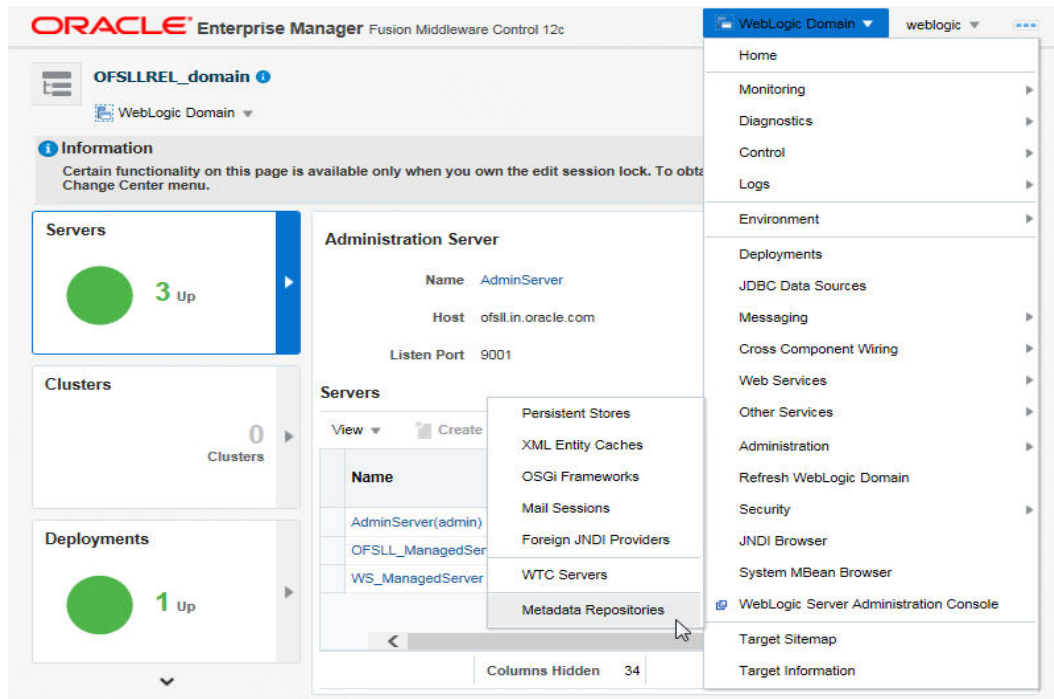 ORACLE Enterprise Manager Fusion Middleware Control 12c
WebLogic Domain
weblogic
OFSLLREL_domain
WebLogic Domain
Information
Certain functionality on this page is available only when you own the edit session lock. To obta
Change Center menu.
Servers
3 Up
Clusters
0
Clusters
Deployments
1 Up
Administration Server
Name AdminServer
Host ofsll.in.oracle.com
Listen Port 9001
Servers
View Create
Name
AdminServer(admin)
OFSLL_ManagedSer
WS_ManagedServer
Columns Hidden 34
Persistent Stores
XML Entity Caches
OSGi Frameworks
Mail Sessions
Foreign JNDI Providers
WTC Servers
Metadata Repositories
Home
Monitoring
Diagnostics
Control
Logs
Environment
Deployments
JDBC Data Sources
Messaging
Cross Component Wiring
Web Services
Other Services
Administration
Refresh WebLogic Domain
Security
JNDI Browser
System MBean Browser
WebLogic Server Administration Console
Target Sitemap
Target Information